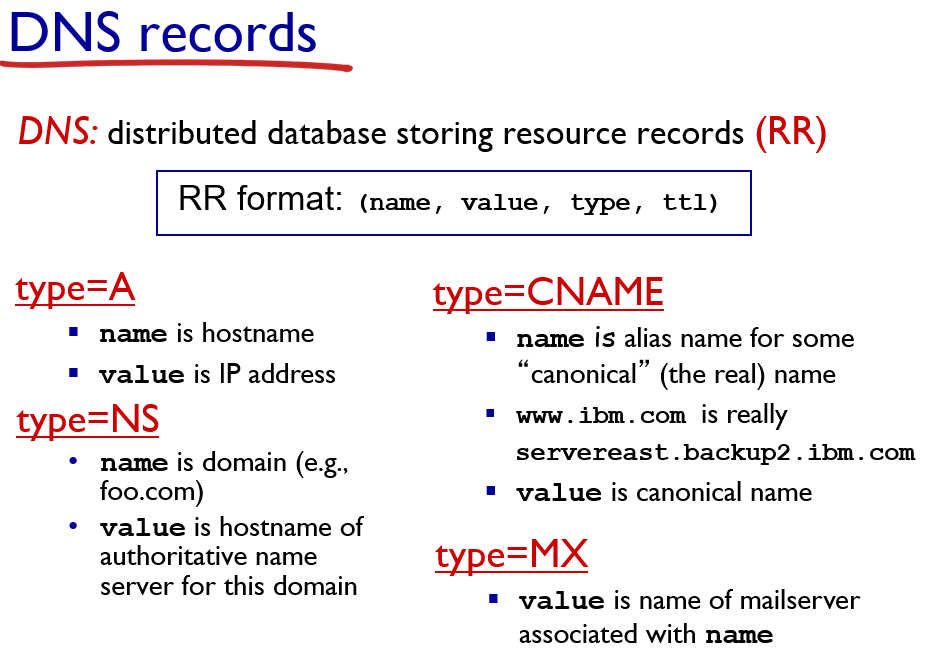 DNS records
DNS: distributed database storing resource records (RR)
RR format: (name, value, type, ttl)
type=A
▪ name is hostname
▪ value is IP address
type=NS
• name is domain (e.g.,
foo.com)
• value is hostname of
authoritative name
server for this domain
type=CNAME
▪ name is alias name for some
“canonical” (the real) name
▪ www.ibm.com is really
servereast.backup2.ibm.com
▪ value is canonical name
type=MX
▪ value is name of mailserver
associated with name